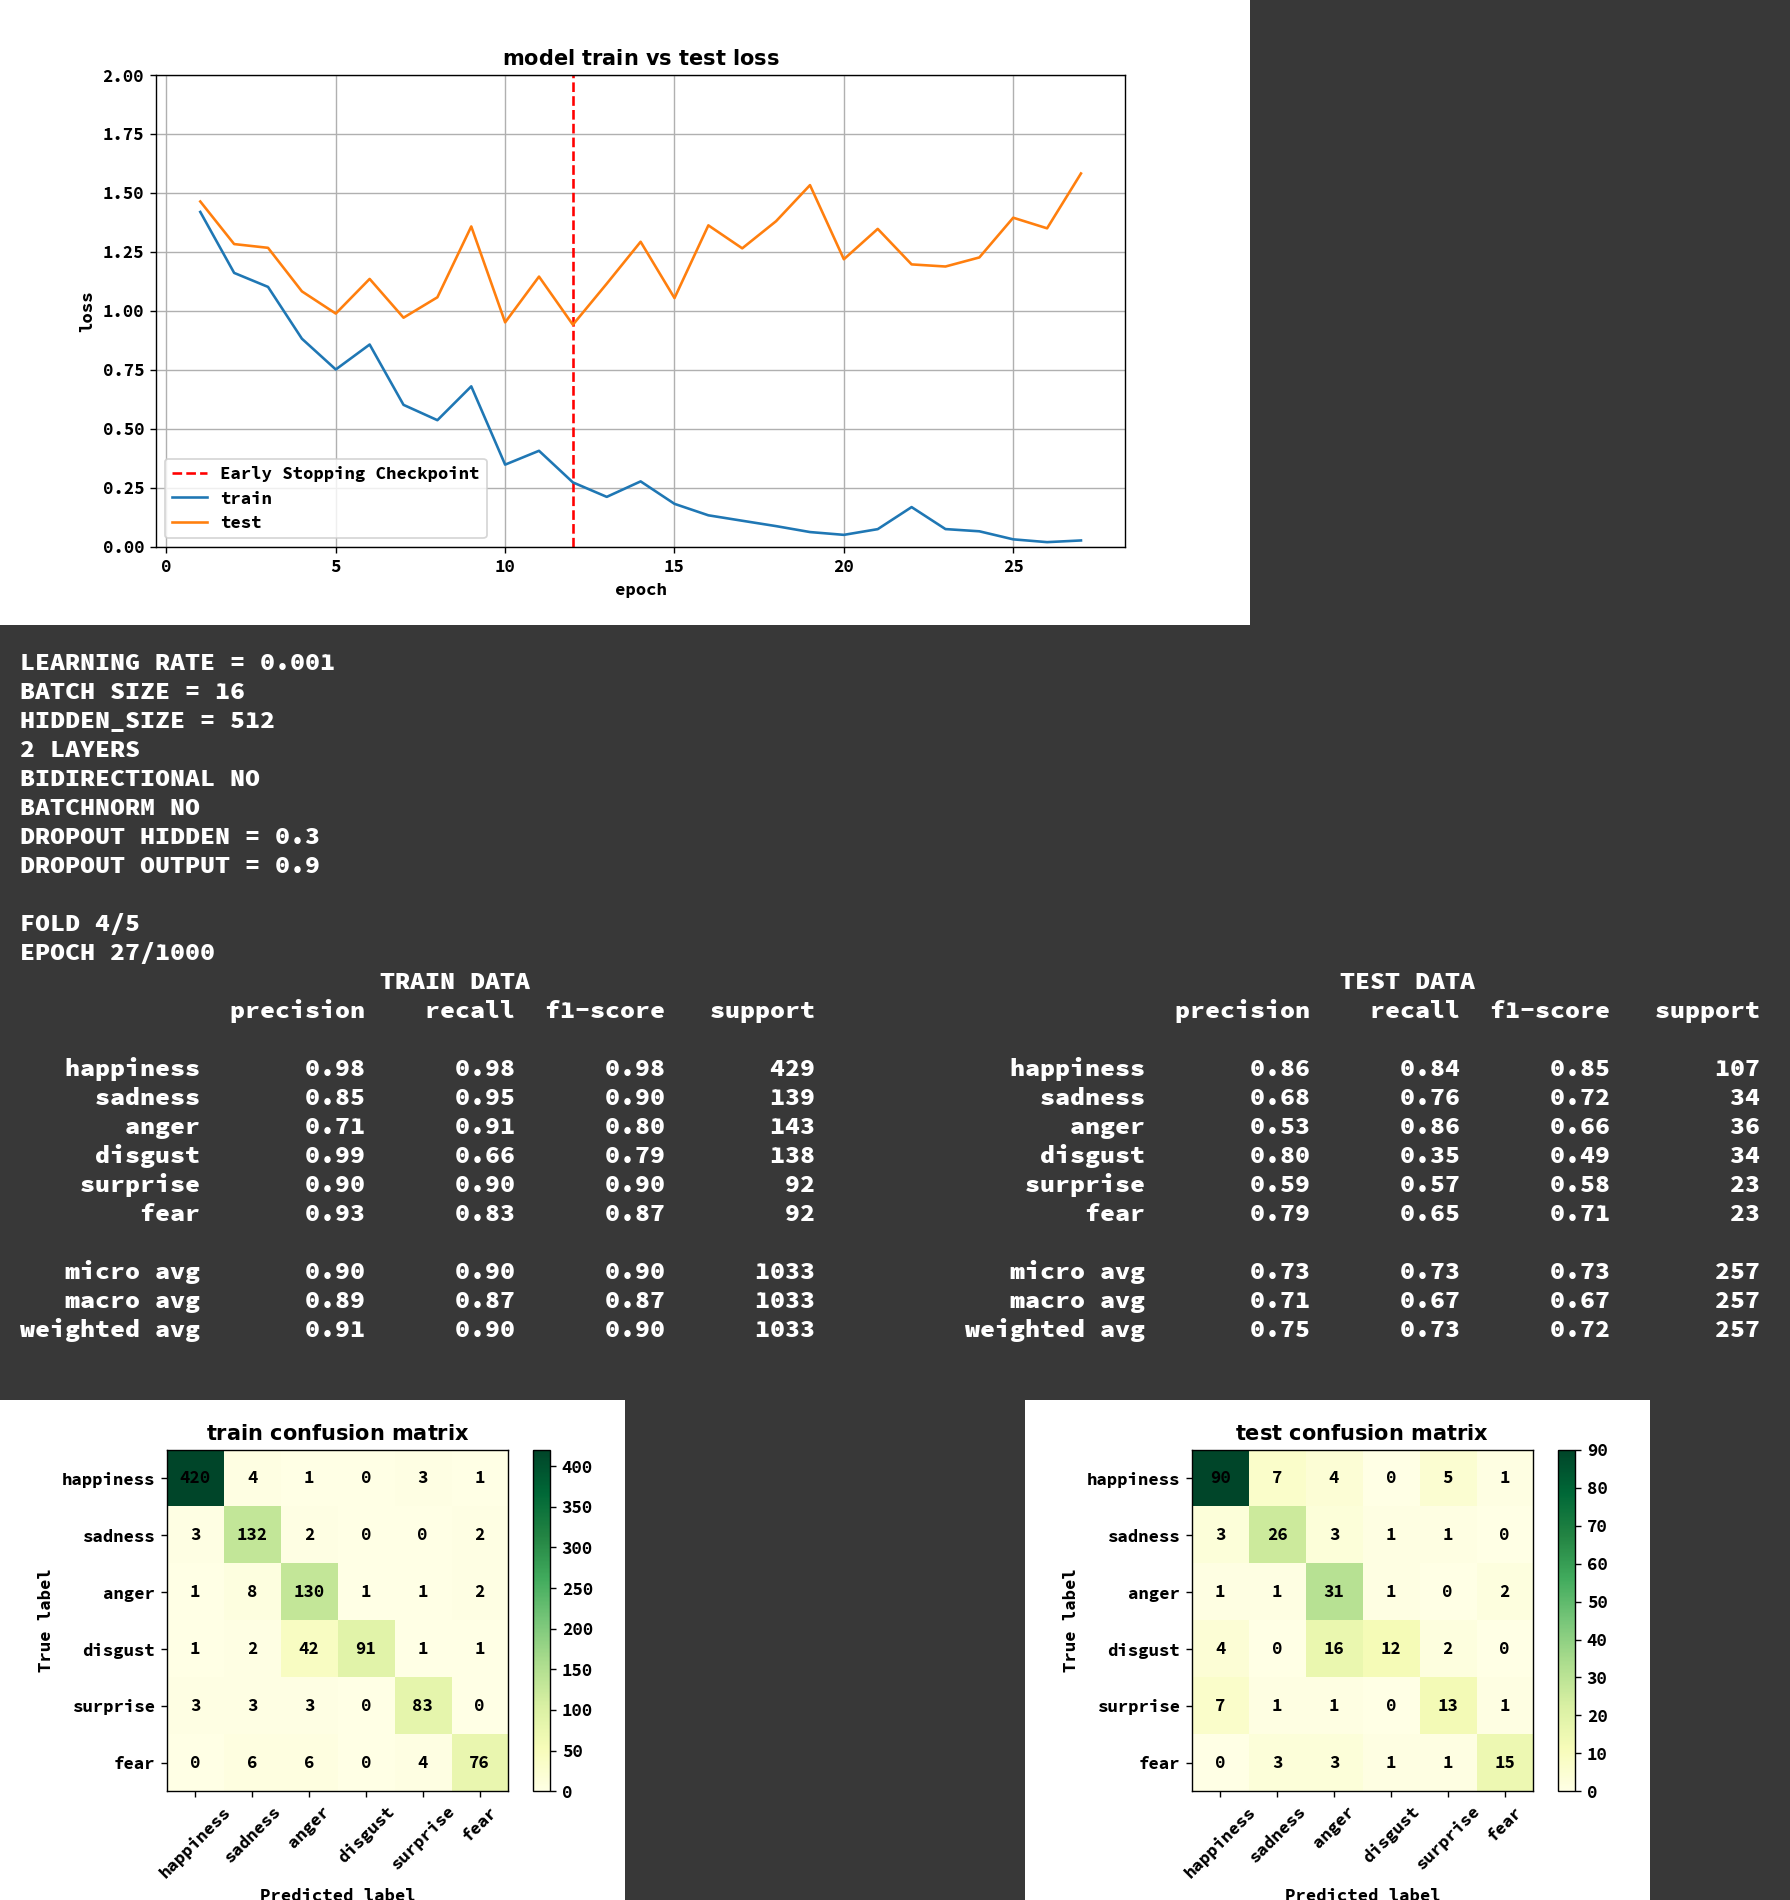 model train vs test loss
2.00
1.75
1.50
1.25
1.00
0.75
0.50
0.25
0.00
loss
Early Stopping Checkpoint
train
test
0 5 10 15 20 25
epoch
LEARNING RATE = 0.001
BATCH SIZE = 16
HIDDEN_SIZE = 512
2 LAYERS
BIDIRECTIONAL NO
BATCHNORM NO
DROPOUT HIDDEN = 0.3
DROPOUT OUTPUT = 0.9
FOLD 4/5
EPOCH 27/1000
TRAIN DATA TEST DATA
precision recall f1-score support precision recall f1-score support
happiness 0.98 0.98 0.98 429 happiness 0.86 0.84 0.85 107
sadness 0.85 0.95 0.90 139 sadness 0.68 0.76 0.72 34
anger 0.71 0.91 0.80 143 anger 0.53 0.86 0.66 36
disgust 0.99 0.66 0.79 138 disgust 0.80 0.35 0.49 34
surprise 0.90 0.90 0.90 92 surprise 0.59 0.57 0.58 23
fear 0.93 0.83 0.87 92 fear 0.79 0.65 0.71 23
micro avg 0.90 0.90 0.90 1033 micro avg 0.73 0.73 0.73 257
macro avg 0.89 0.87 0.87 1033 macro avg 0.71 0.67 0.67 257
weighted avg 0.91 0.90 0.90 1033 weighted avg 0.75 0.73 0.72 257
train confusion matrix
True label
happiness 420 4 1 0 3 1
sadness 3 132 2 0 0 2
anger 1 8 130 1 1 2
disgust 1 2 42 91 1 1
surprise 3 3 3 0 83 0
fear 0 6 6 0 4 76
happiness sadness anger disgust surprise fear
Predicted label
400
350
300
250
200
150
100
50
0
test confusion matrix
True label
happiness 90 7 4 0 5 1
sadness 3 26 3 1 1 0
anger 1 1 31 1 0 2
disgust 4 0 16 12 2 0
surprise 7 1 1 0 13 1
fear 0 3 3 1 1 15
happiness sadness anger disgust surprise fear
Predicted label
90
80
70
60
50
40
30
20
10
0